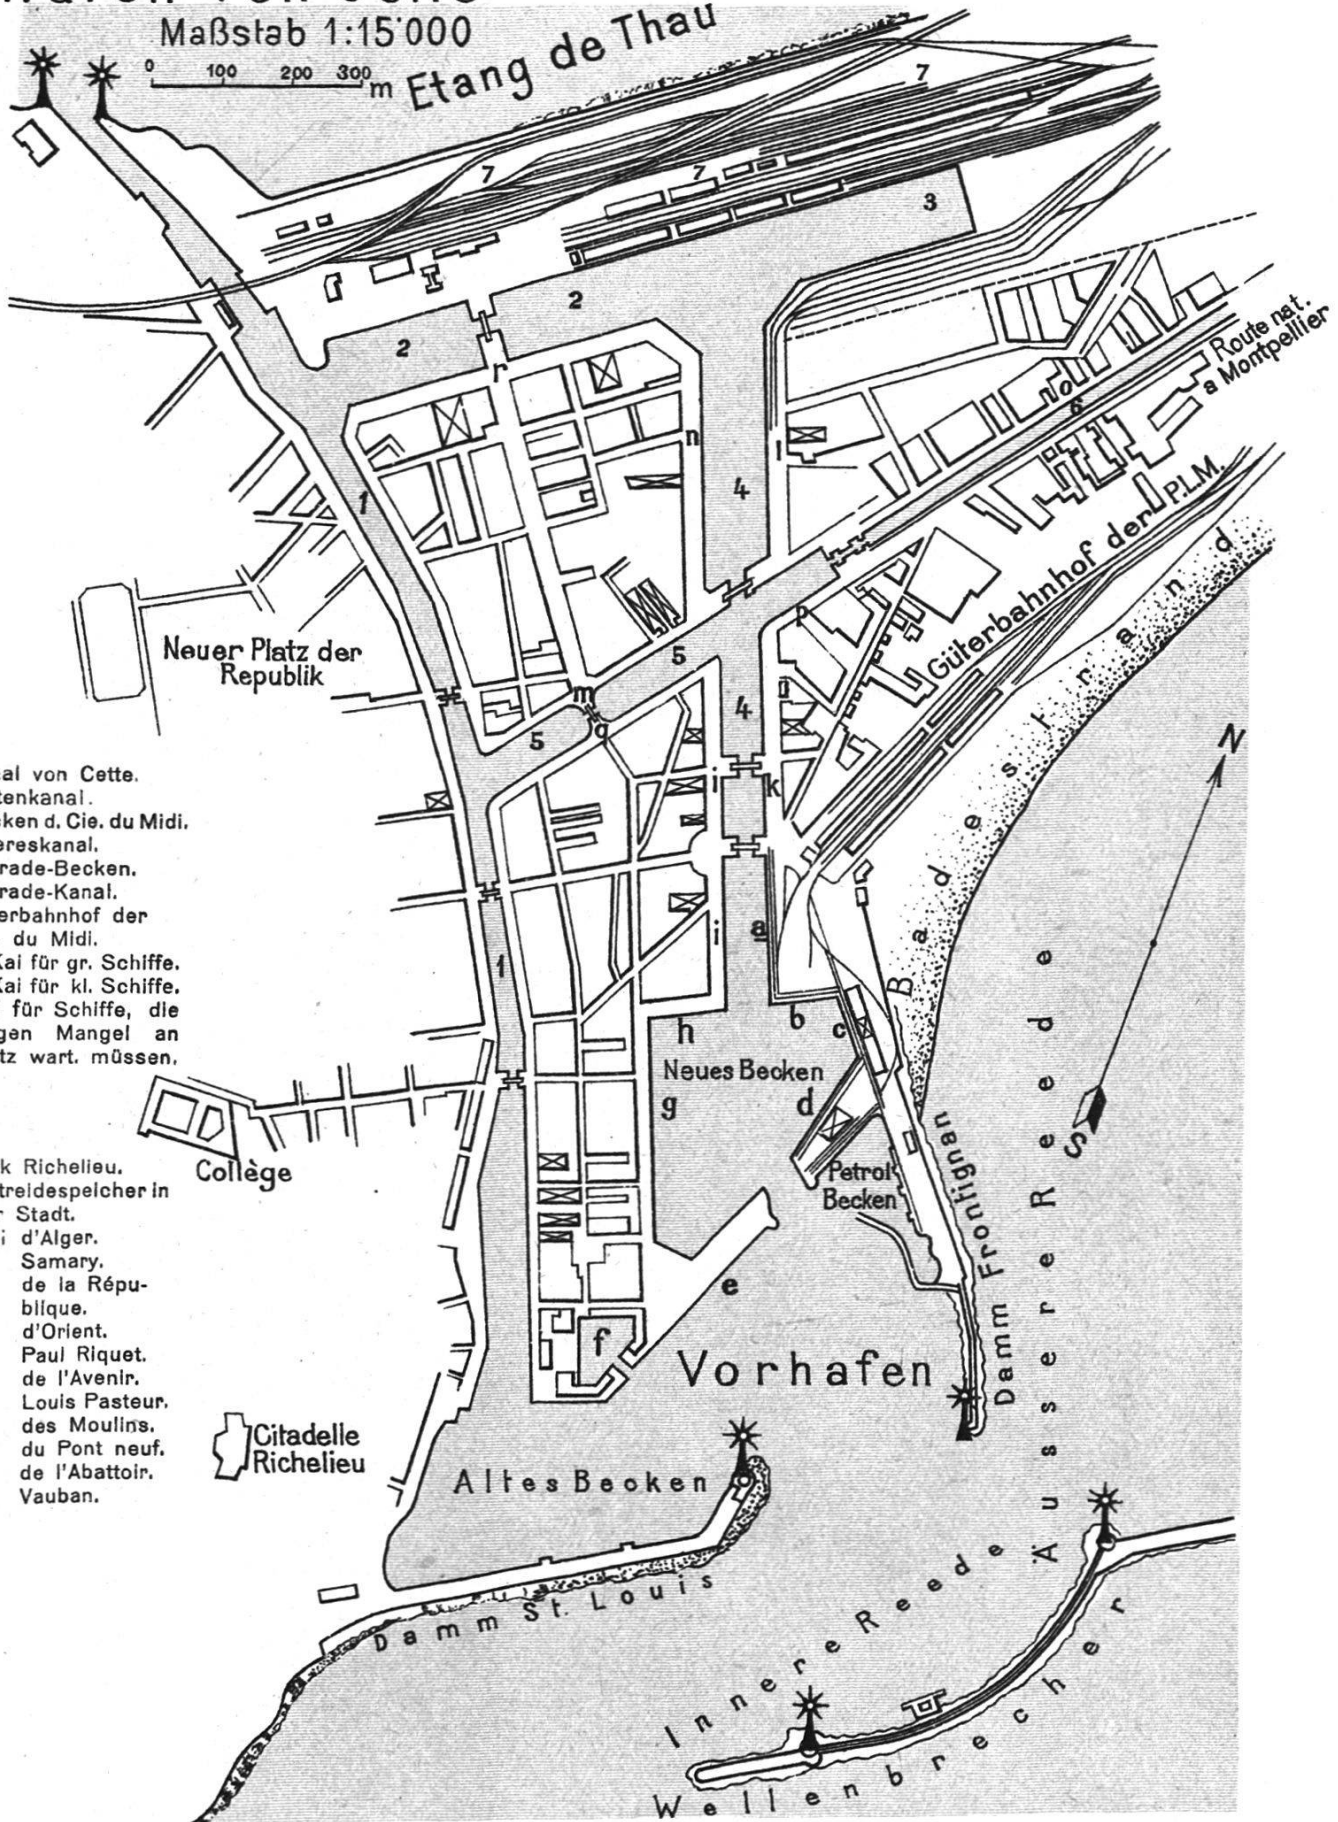 Maßstab 1:15'000
0 100 200 300 m
Etang de Thau
7
7
7
3
2
2
r
n
l
o
6
Route nat.
a Montpellier
1
4
P.L.M.
Güterbahnhof der
Badestrand
p
Neuer Platz der
Republik
5
m
4
q
5
N
i
k
al von Cette.
tenkanal.
ken d. Cie. du Midi.
ereskanal.
rade-Becken.
rade-Kanal.
erbahnhof der
du Midi.
Kai für gr. Schiffe.
Kai für kl. Schiffe.
für Schiffe, die
gen Mangel an
tz wart. müssen.
k Richelieu.
treidespeicher in
r Stadt.
i d'Alger.
Samary.
de la Répu-
blique.
d'Orient.
Paul Riquet.
de l'Avenir.
Louis Pasteur.
des Moulins.
du Pont neuf.
de l'Abattoir.
Vauban.
1
i
a
h
b
c
Neues Becken
g
d
S
Collège
Petrol
Becken
Damm Frontignan
Äussere Reede
e
f
Vorhafen
Citadelle
Richelieu
Altes Becken
Damm St. Louis
Innere Reede
Wellenbrecher